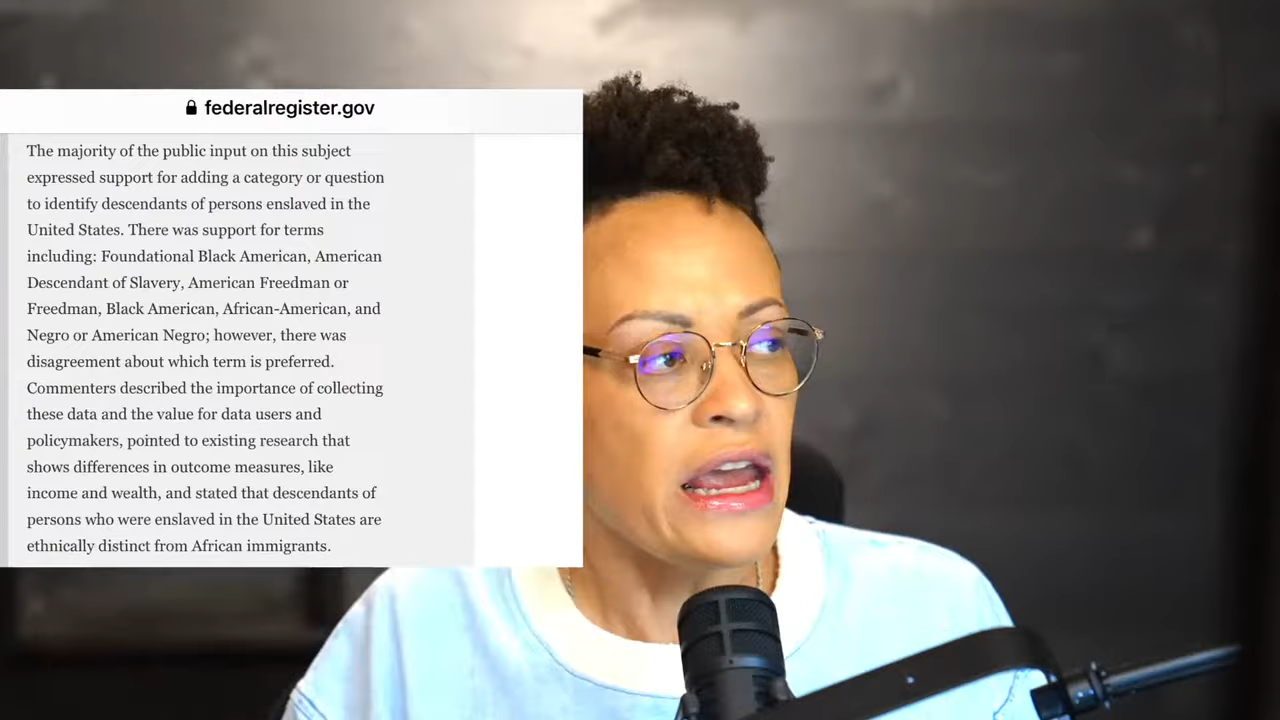 federalregister.gov
The majority of the public input on this subject
expressed support for adding a category or question
to identify descendants of persons enslaved in the
United States. There was support for terms
including: Foundational Black American, American
Descendant of Slavery, American Freedman or
Freedman, Black American, African-American, and
Negro or American Negro; however, there was
disagreement about which term is preferred.
Commenters described the importance of collecting
these data and the value for data users and
policymakers, pointed to existing research that
shows differences in outcome measures, like
income and wealth, and stated that descendants of
persons who were enslaved in the United States are
ethnically distinct from African immigrants.